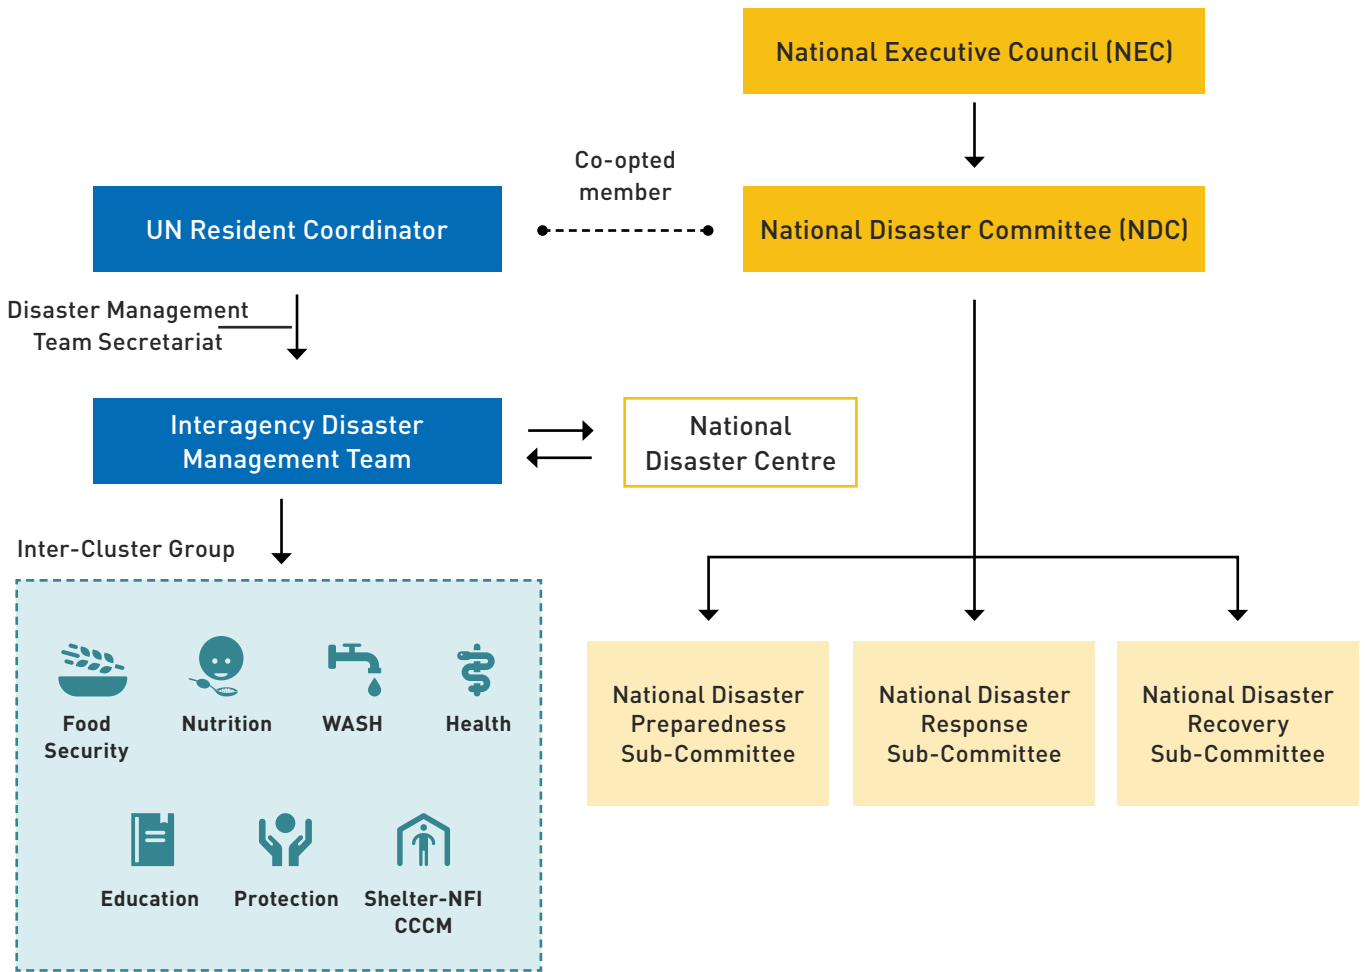 National Executive Council (NEC)
Co-opted
member
UN Resident Coordinator
National Disaster Committee (NDC)
Disaster Management
Team Secretariat
Interagency Disaster
Management Team
National
Disaster Centre
Inter-Cluster Group
Food
Security
Nutrition
WASH
Health
Education
Protection
Shelter-NFI
CCCM
National Disaster
Preparedness
Sub-Committee
National Disaster
Response
Sub-Committee
National Disaster
Recovery
Sub-Committee